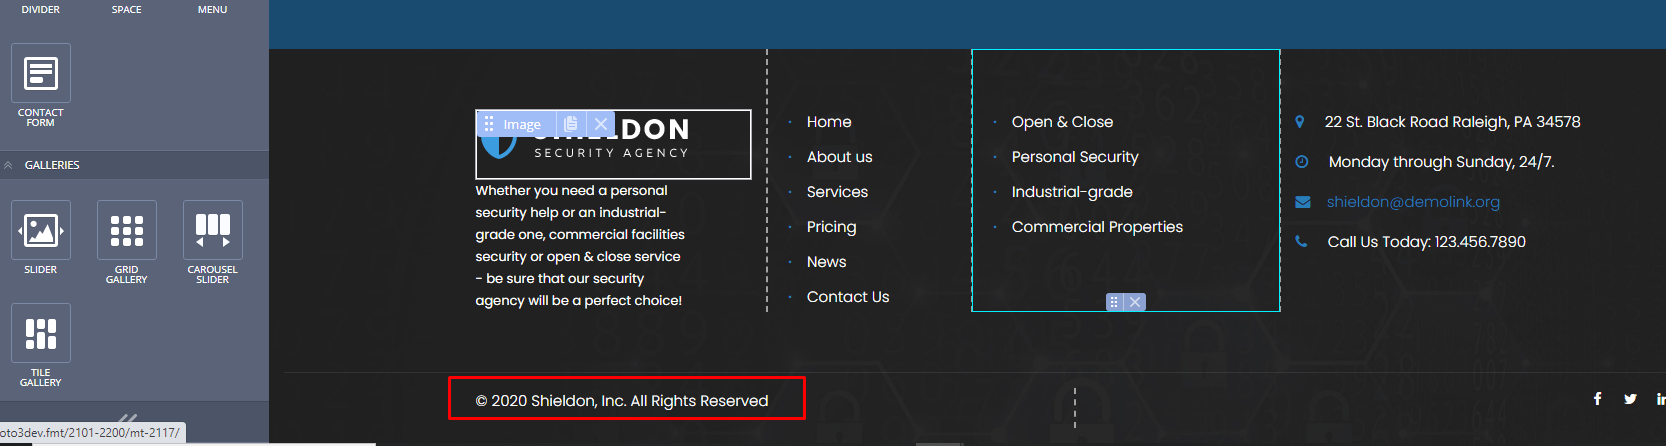 DIVIDER
SPACE
MENU
CONTACT
FORM
GALLERIES
SLIDER
GRID
GALLERY
CAROUSEL
SLIDER
TILE
GALLERY
oto3dev.fmt/2101-2200/mt-2117/
Image
SHIELDON
SECURITY AGENCY
Whether you need a personal
security help or an industrial-
grade one, commercial facilities
security or open & close service
- be sure that our security
agency will be a perfect choice!
Home
About us
Services
Pricing
News
Contact Us
Open & Close
Personal Security
Industrial-grade
Commercial Properties
22 St. Black Road Raleigh, PA 34578
Monday through Sunday, 24/7.
shieldon@demolink.org
Call Us Today: 123.456.7890
© 2020 Shieldon, Inc. All Rights Reserved